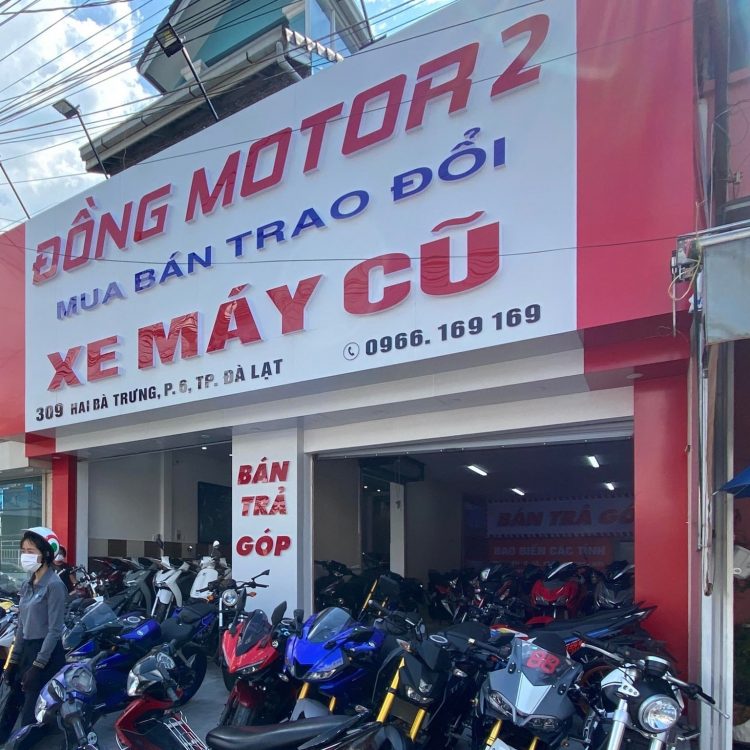 ĐỒNG MOTOR 2
MUA BÁN TRAO ĐỔI
XE MÁY CŨ
309 HAI BÀ TRƯNG, P. 6, TP. ĐÀ LẠT
0966. 169 169
BÁN
TRẢ
GÓP
BÁN TRẢ GÓP
BAO BIỂN CÁC TỈNH